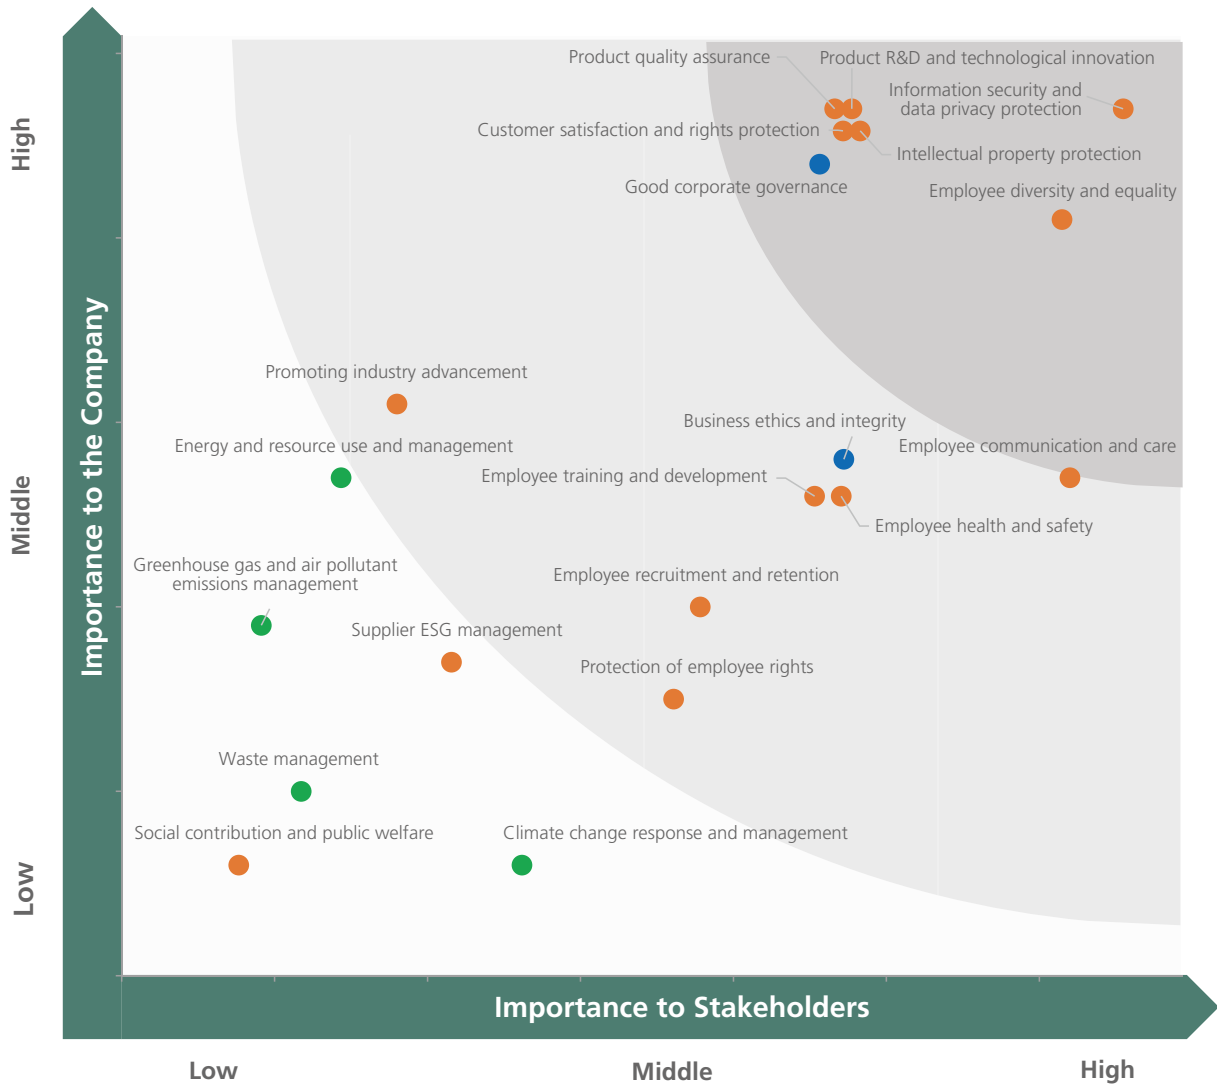 Product quality assurance
Product R&D and technological innovation
Information security and
data privacy protection
Customer satisfaction and rights protection
Intellectual property protection
Good corporate governance
Employee diversity and equality
Promoting industry advancement
Business ethics and integrity
Energy and resource use and management
Employee communication and care
Employee training and development
Employee health and safety
Greenhouse gas and air pollutant
emissions management
Employee recruitment and retention
Supplier ESG management
Protection of employee rights
Waste management
Social contribution and public welfare
Climate change response and management
High
Middle
Low
Importance to the Company
Importance to Stakeholders
Low
Middle
High